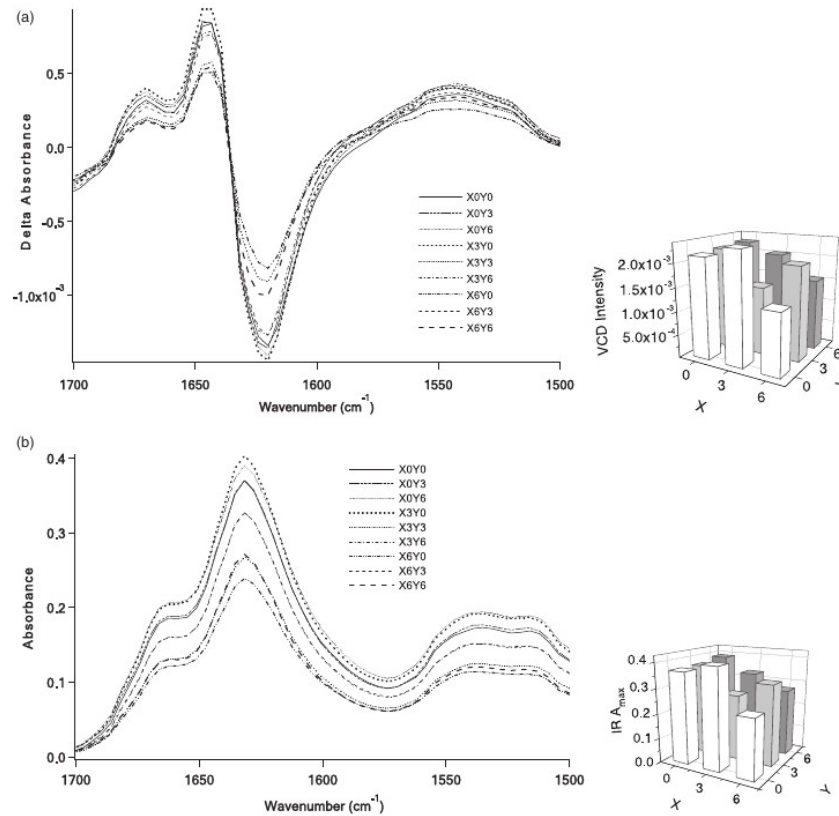 (a)
0.5
0.0
-0.5
-1.0x10⁻³
Delta Absorbance
1700
1650
1600
1550
1500
Wavenumber (cm⁻¹)
X0Y0
X0Y3
X0Y6
X3Y0
X3Y3
X3Y6
X6Y0
X6Y3
X6Y6
VCD Intensity
2.0x10⁻³
1.5x10⁻³
1.0x10⁻³
5.0x10⁻⁴
0
3
6
X
0
3
6
(b)
0.4
0.3
0.2
0.1
0.0
Absorbance
1700
1650
1600
1550
1500
Wavenumber (cm⁻¹)
X0Y0
X0Y3
X0Y6
X3Y0
X3Y3
X3Y6
X6Y0
X6Y3
X6Y6
IR Amax
0.4
0.3
0.2
0.1
0.0
0
3
6
X
0
3
6
Y